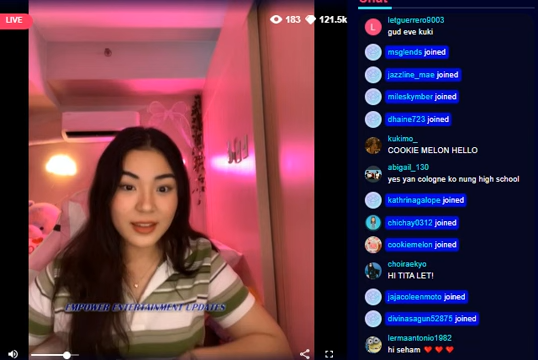 LIVE
183 121.5k
EMPOWER ENTERTAINMENT UPDATES
Chat
letguerrero9003
gud eve kuki
msglends joined
jazzline_mae joined
mileskymber joined
dhaine723 joined
kukimo_
COOKIE MELON HELLO
abigail_130
yes yan cologne ko nung high school
kathrinagalope joined
chichay0312 joined
cookiemelon joined
choiraekyo
HI TITA LET!
jajacoleenmoto joined
divinasagun52875 joined
lermaantonio1982
hi seham ❤️ ❤️ ❤️